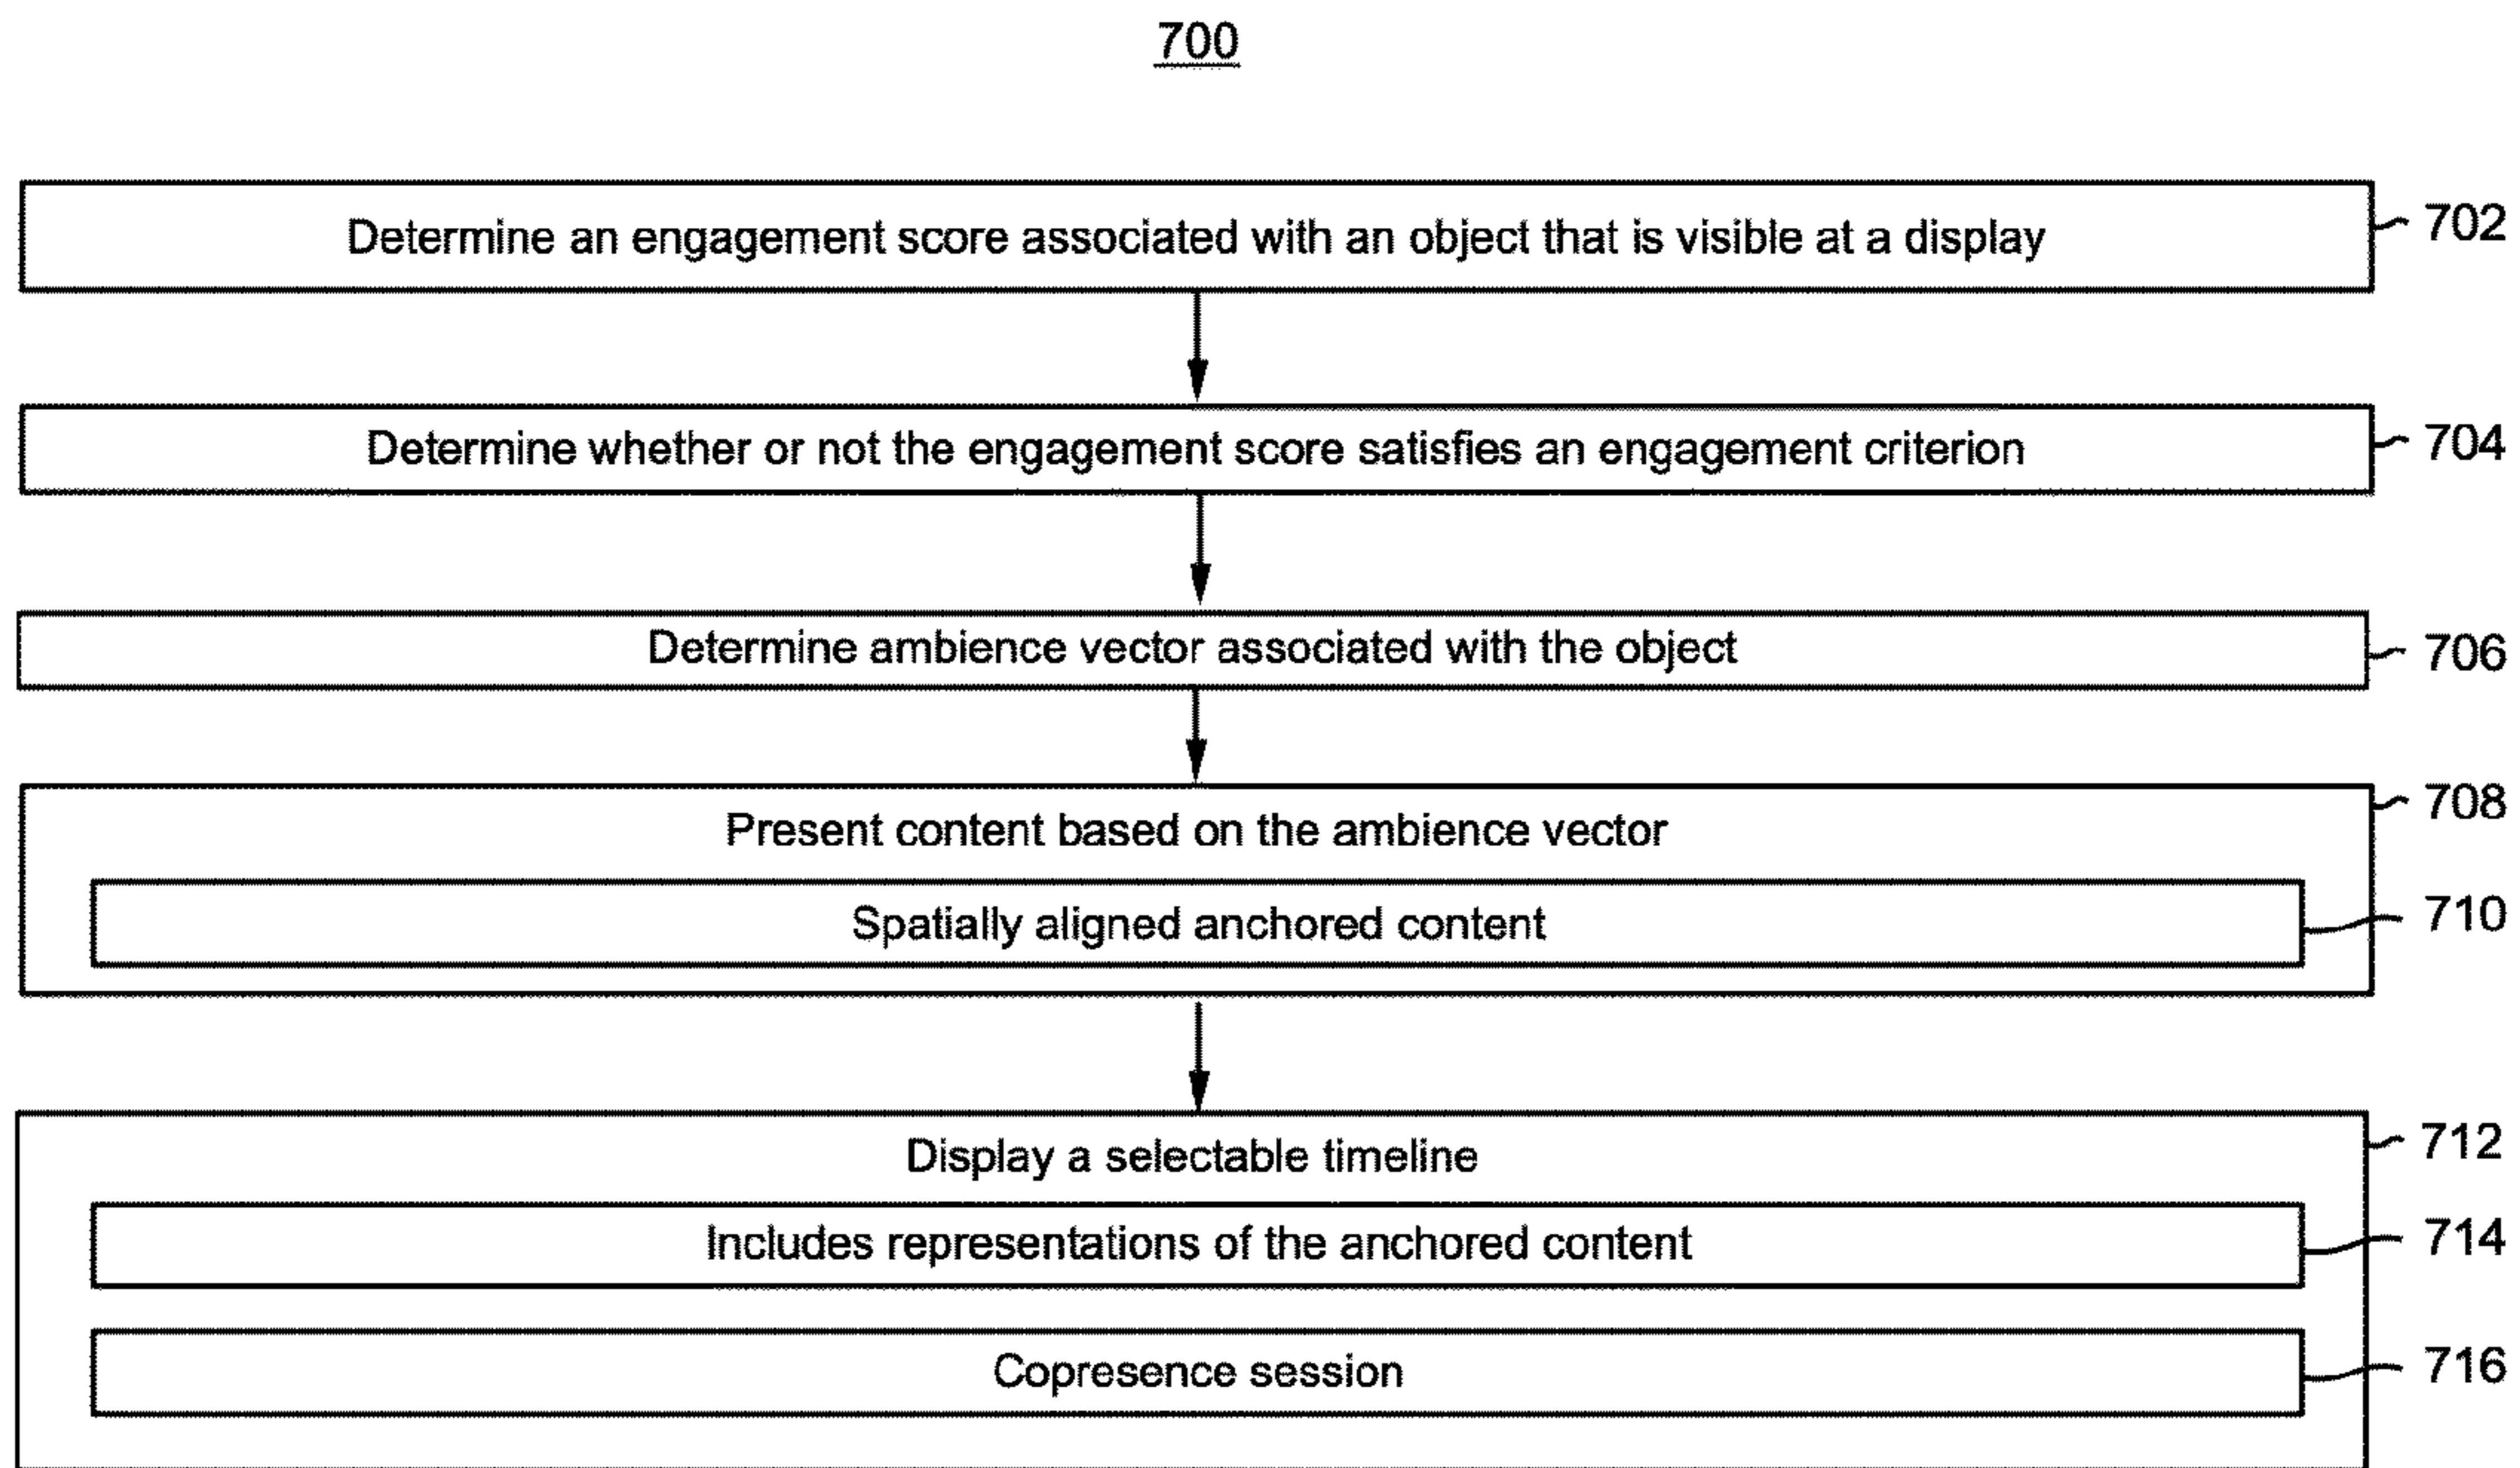 700
Determine an engagement score associated with an object that is visible at a display
702
Determine whether or not the engagement score satisfies an engagement criterion
704
Determine ambience vector associated with the object
706
Present content based on the ambience vector
708
Spatially aligned anchored content
710
Display a selectable timeline
712
Includes representations of the anchored content
714
Copresence session
716